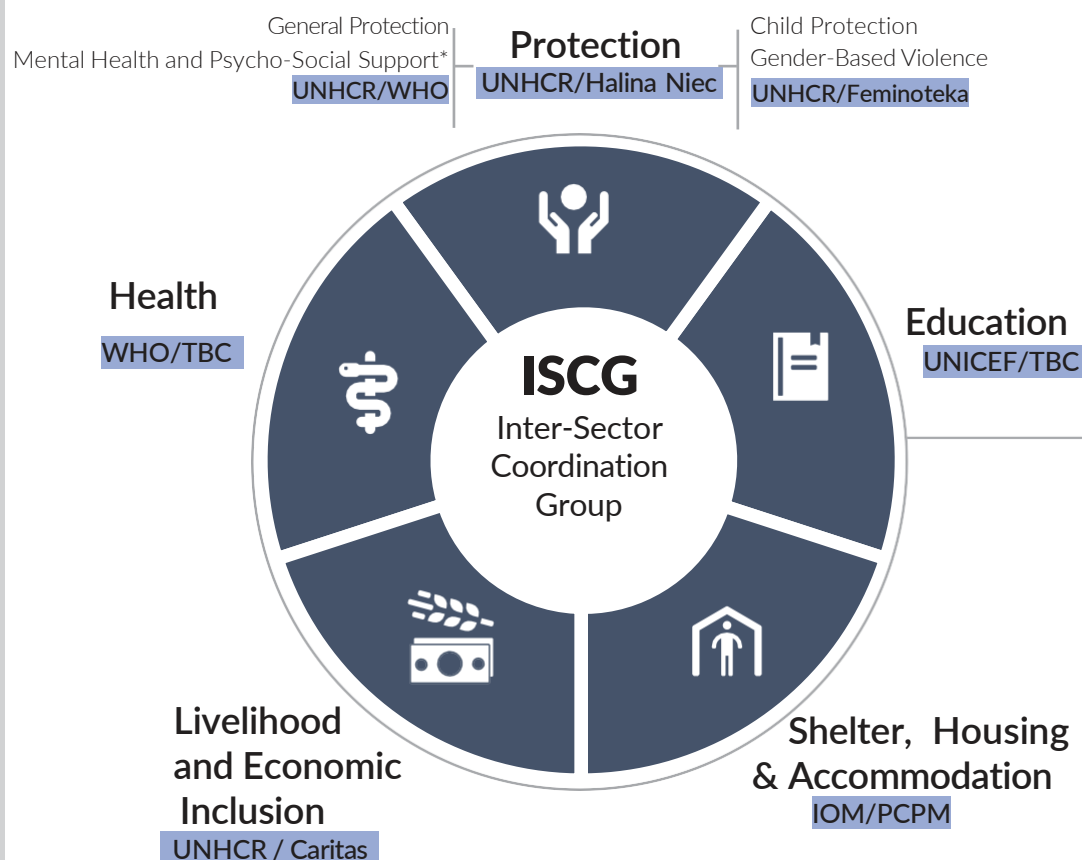 General Protection
Mental Health and Psycho-Social Support*
UNHCR/WHO
Protection
UNHCR/Halina Niec
Child Protection
Gender-Based Violence
UNHCR/Feminoteka
Health
WHO/TBC
Education
UNICEF/TBC
ISCG
Inter-Sector
Coordination
Group
Livelihood
and Economic
Inclusion
UNHCR / Caritas
Shelter, Housing
& Accommodation
IOM/PCPM